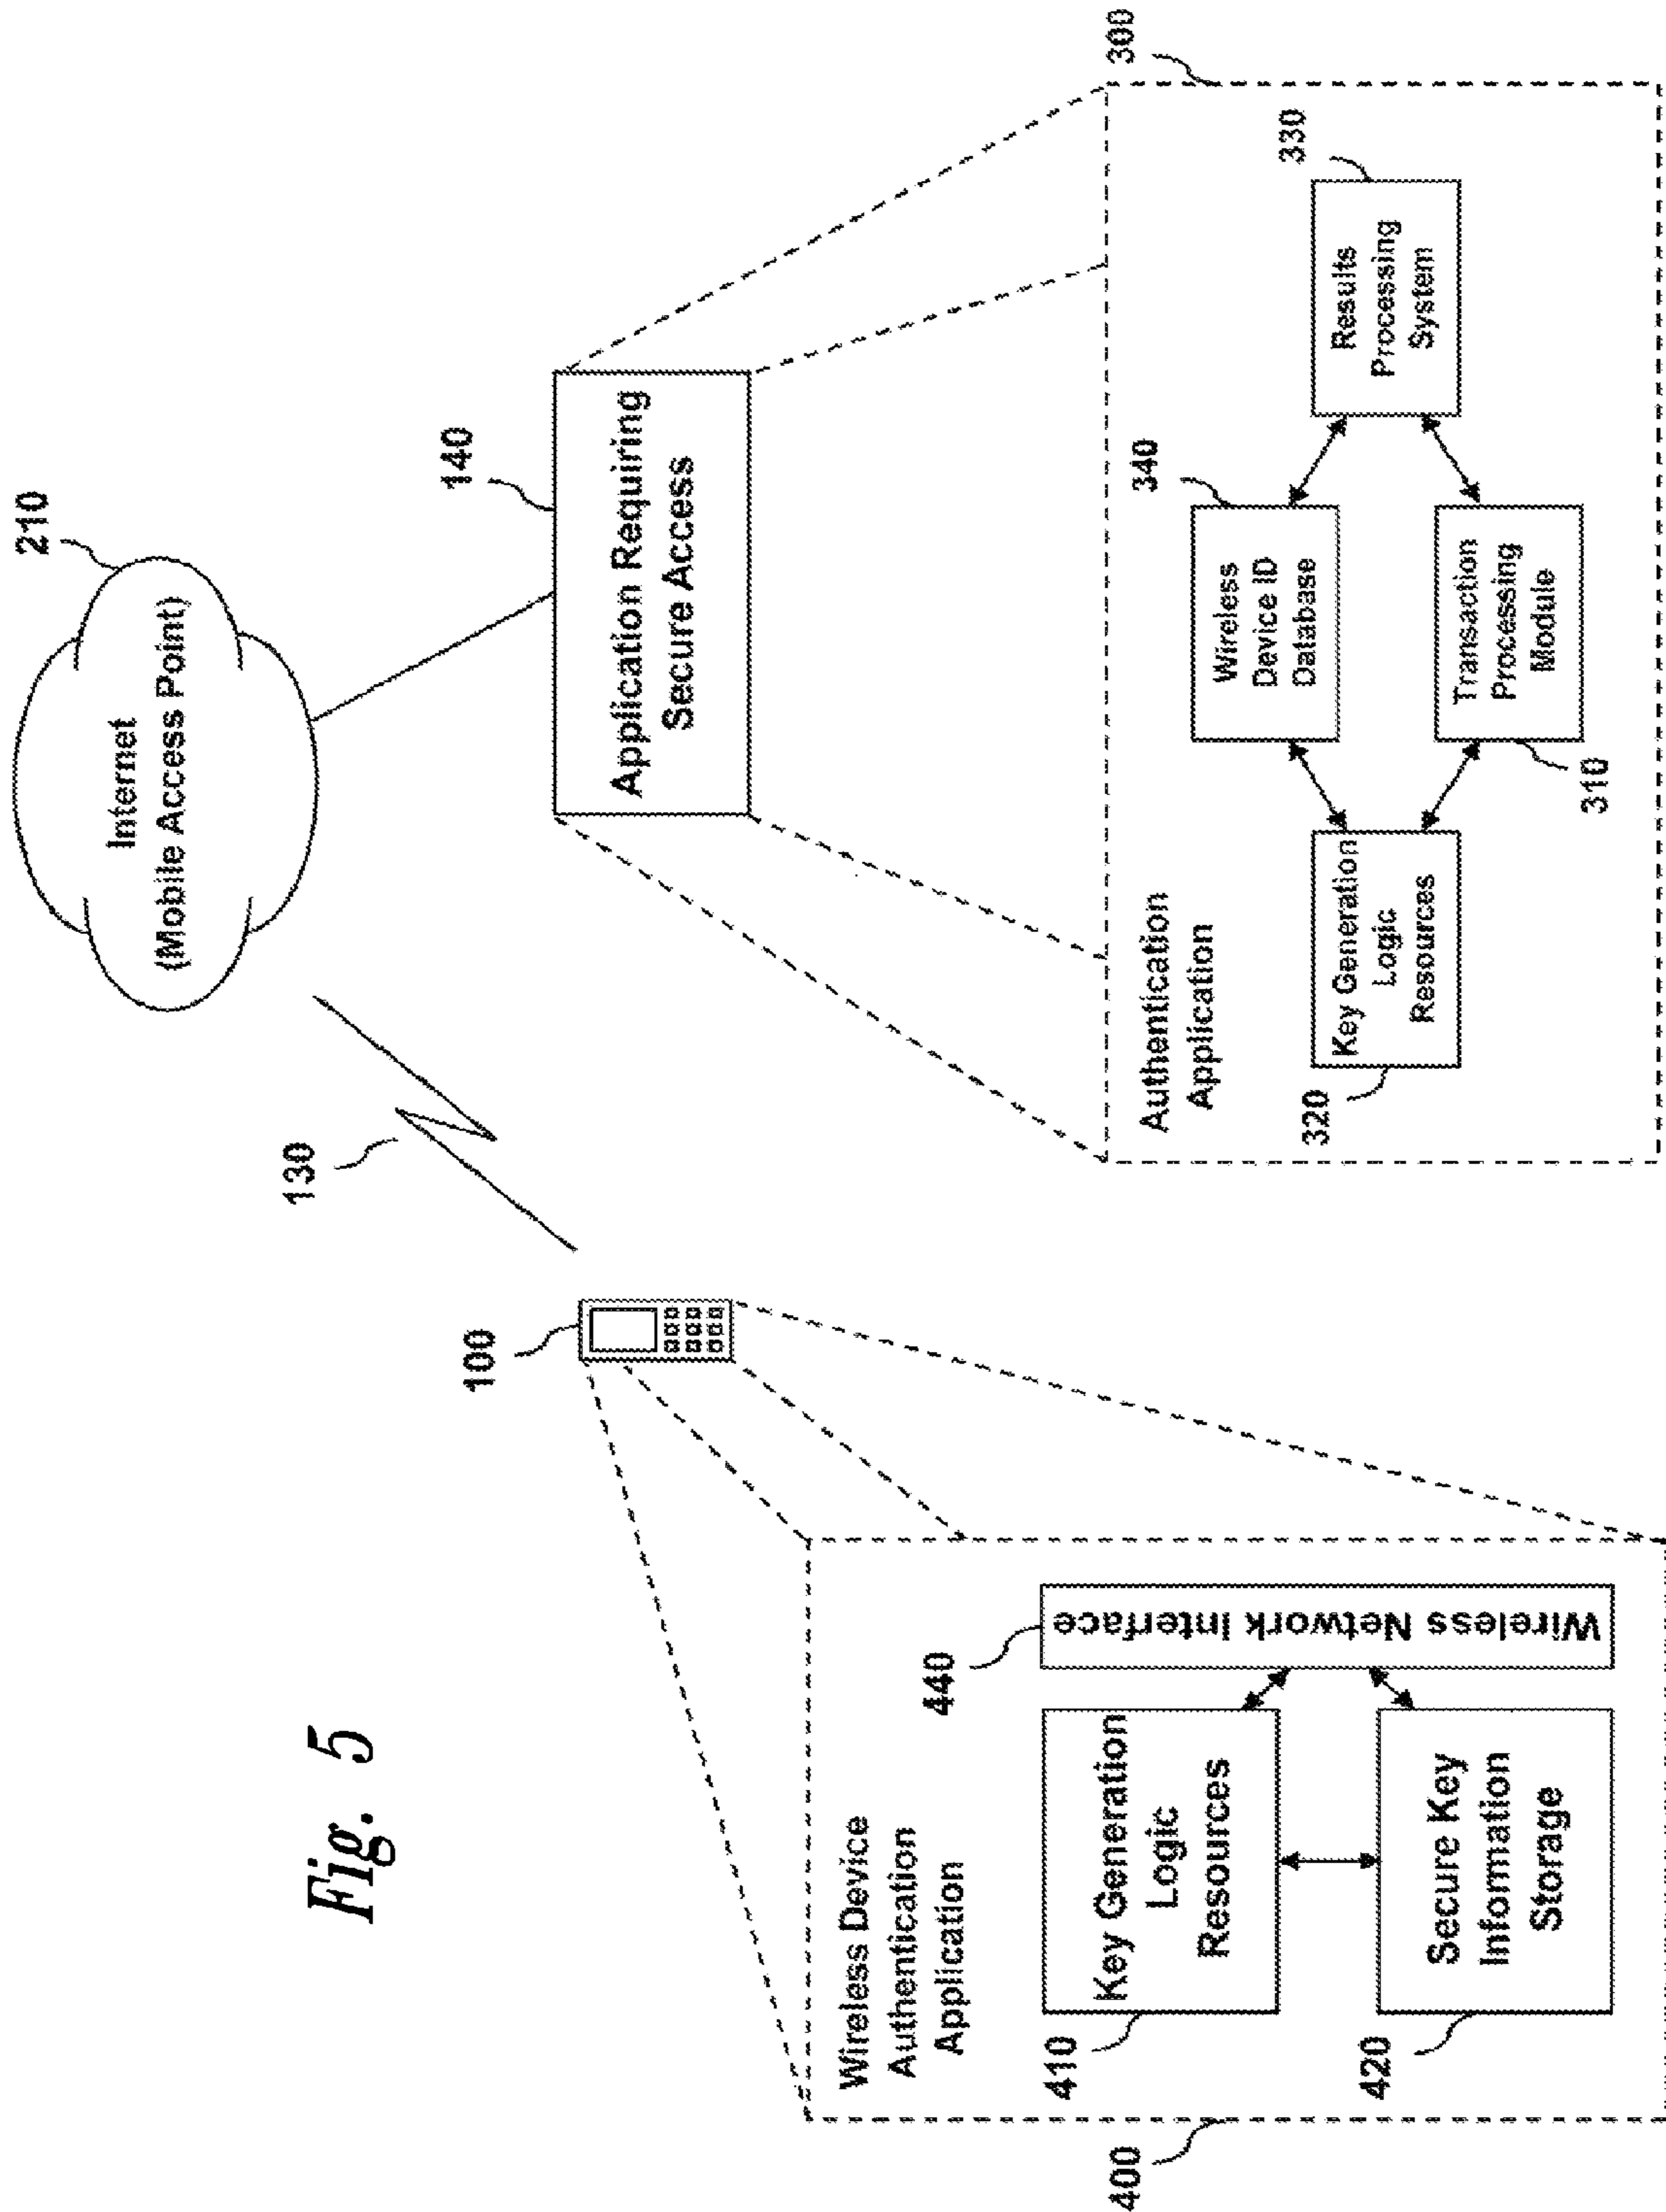 Fig. 5
210
Internet
(Mobile Access Point)
130
140
Application Requiring
Secure Access
100
300
Authentication
Application
340
Wireless
Device ID
Database
330
Results
Processing
System
320
Key Generation
Logic
Resources
310
Transaction
Processing
Module
400
Wireless Device
Authentication
Application
410
Key Generation
Logic
Resources
440
Wireless Network Interface
420
Secure Key
Information
Storage